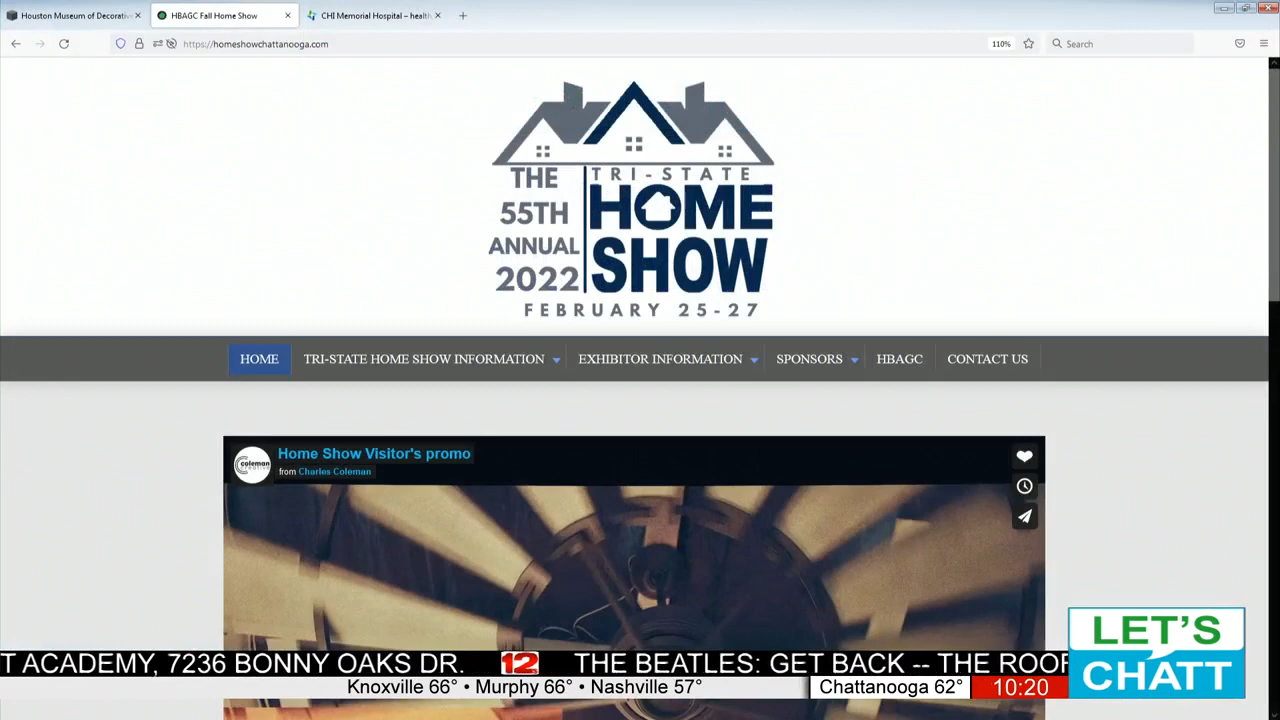 Houston Museum of Decorativ
HBAGC Fall Home Show
CHI Memorial Hospital – health
https://homeshowchattanooga.com
110%
Search
THE
55TH
ANNUAL
2022
TRI-STATE
HOME
SHOW
FEBRUARY 25-27
HOME
TRI-STATE HOME SHOW INFORMATION
EXHIBITOR INFORMATION
SPONSORS
HBAGC
CONTACT US
coleman
creative
Home Show Visitor's promo
from Charles Coleman
T ACADEMY, 7236 BONNY OAKS DR. 12 THE BEATLES: GET BACK -- THE ROOF
Knoxville 66° • Murphy 66° • Nashville 57°
Chattanooga 62°
10:20
LET'S
CHATT